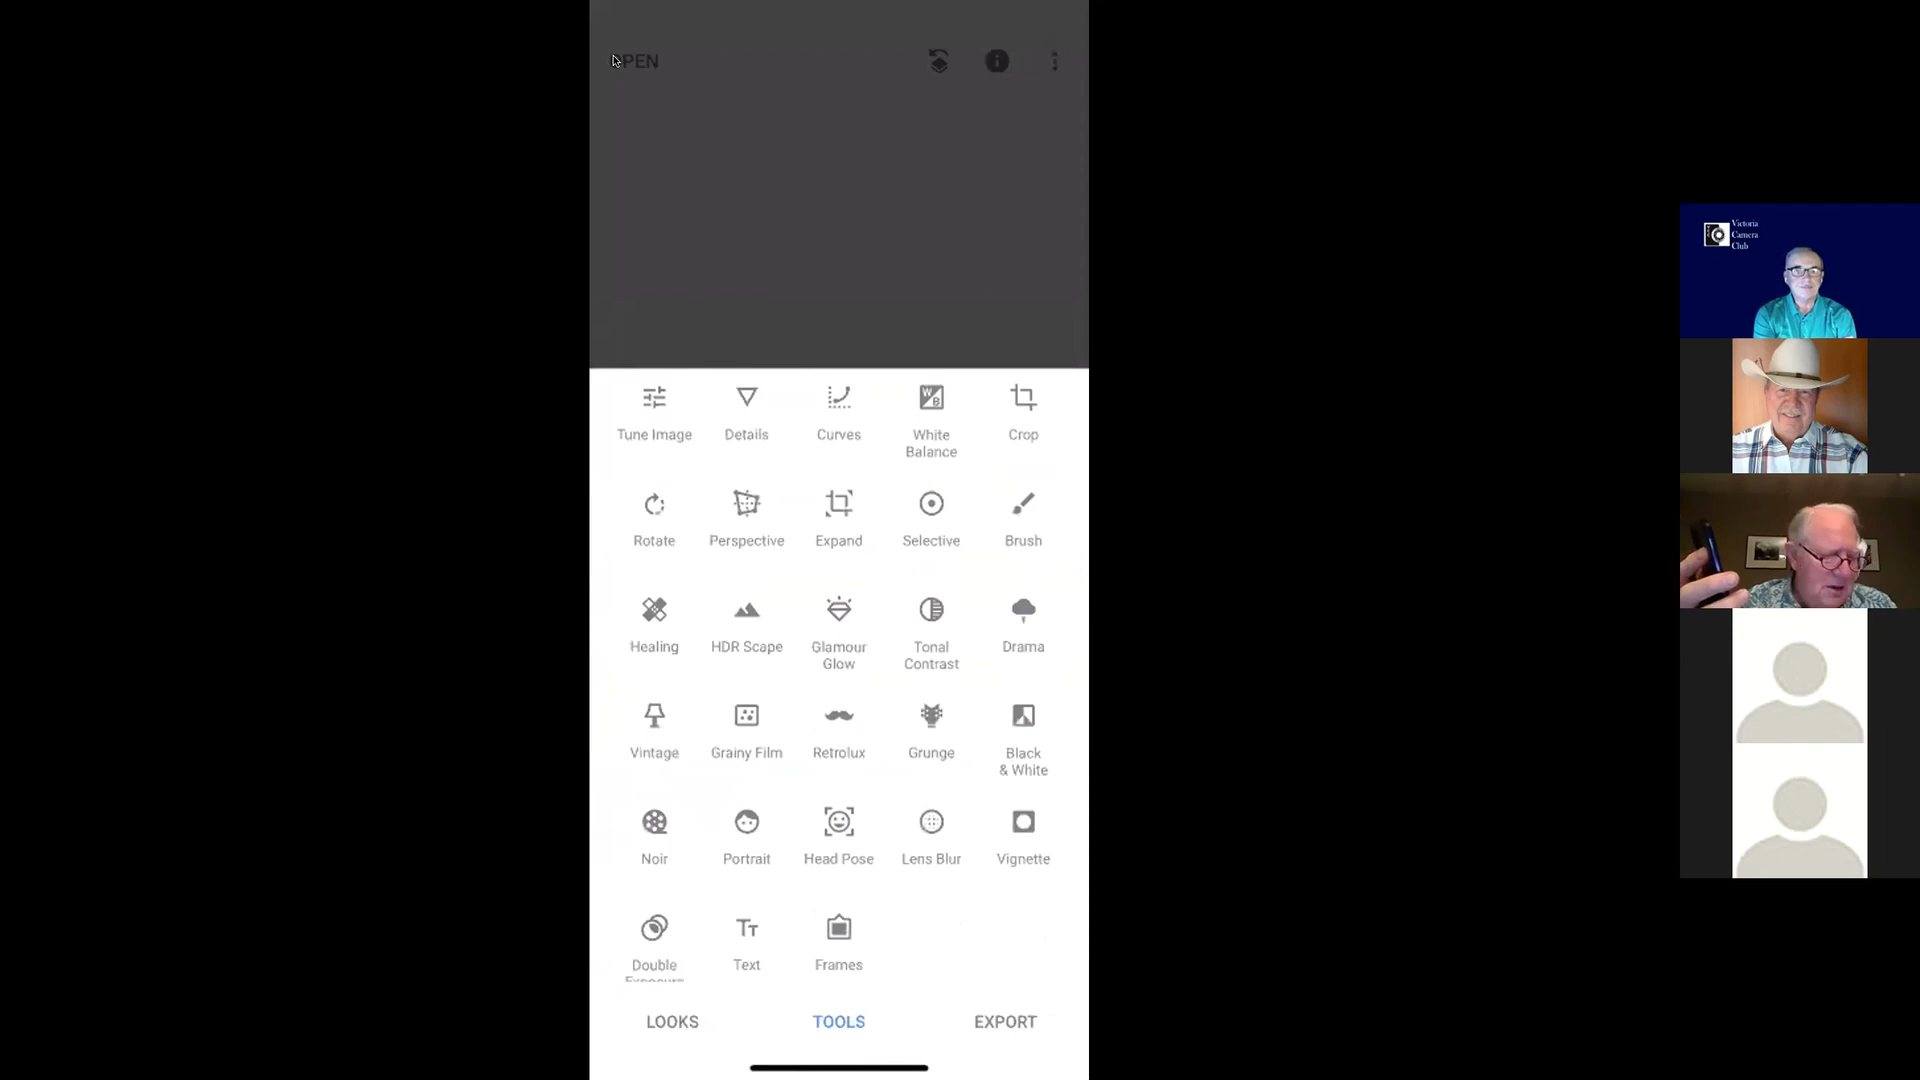 OPEN
Tune Image
Details
Curves
White
Balance
Crop
Rotate
Perspective
Expand
Selective
Brush
Healing
HDR Scape
Glamour
Glow
Tonal
Contrast
Drama
Vintage
Grainy Film
Retrolux
Grunge
Black
& White
Noir
Portrait
Head Pose
Lens Blur
Vignette
Double
Exposure
Text
Frames
LOOKS
TOOLS
EXPORT
Victoria
Camera
Club